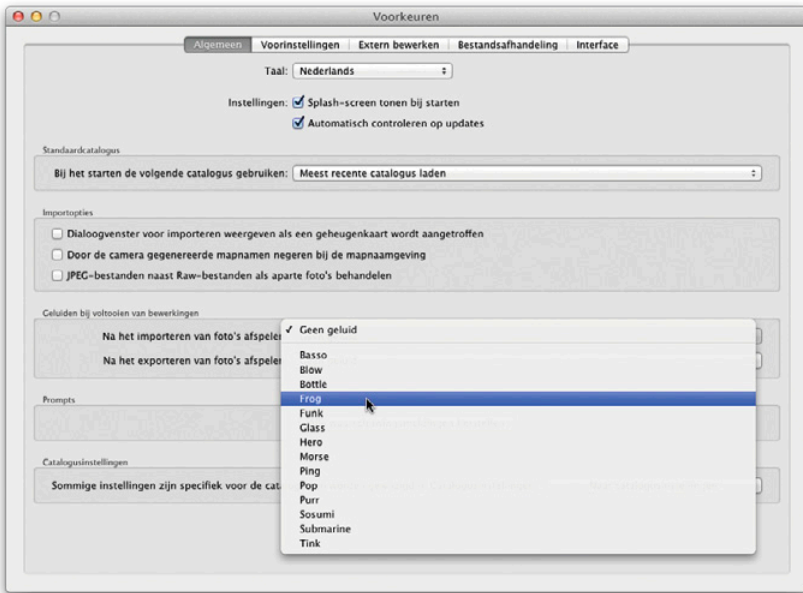 Voorkeuren
Algemeen Voorinstellingen Extern bewerken Bestandsafhandeling Interface
Taal: Nederlands
Instellingen: Splash-screen tonen bij starten
Automatisch controleren op updates
Standaardcatalogus
Bij het starten de volgende catalogus gebruiken: Meest recente catalogus laden
Importopties
Dialoogvenster voor importeren weergeven als een geheugenkaart wordt aangetroffen
Door de camera gegenereerde mapnamen negeren bij de mapnaamgeving
JPEG-bestanden naast Raw-bestanden als aparte foto's behandelen
Geluiden bij voltooien van bewerkingen
Na het importeren van foto's afspelen
Na het exporteren van foto's afspelen
Geen geluid
Basso
Blow
Bottle
Frog
Funk
Glass
Hero
Morse
Ping
Pop
Purr
Sosumi
Submarine
Tink
Prompts
Catalogusinstellingen
Sommige instellingen zijn specifiek voor de cata